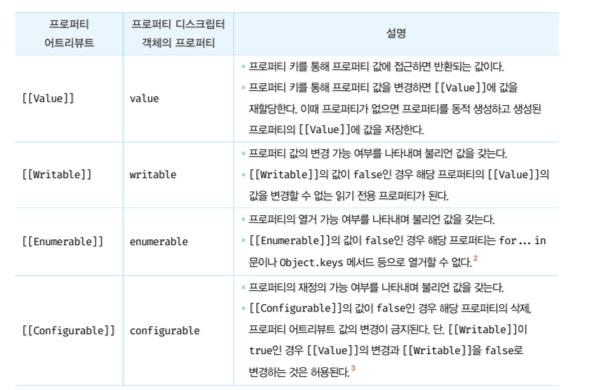 프로퍼티
어트리뷰트
프로퍼티 디스크립터
객체의 프로퍼티
설명
[[Value]]
value
▪ 프로퍼티 키를 통해 프로퍼티 값에 접근하면 반환되는 값이다.
▪ 프로퍼티 키를 통해 프로퍼티 값을 변경하면 [[Value]]에 값을
재할당한다. 이때 프로퍼티가 없으면 프로퍼티를 동적 생성하고 생성된
프로퍼티의 [[Value]]에 값을 저장한다.
[[Writable]]
writable
▪ 프로퍼티 값의 변경 가능 여부를 나타내며 불리언 값을 갖는다.
▪ [[Writable]]의 값이 false인 경우 해당 프로퍼티의 [[Value]]의
값을 변경할 수 없는 읽기 전용 프로퍼티가 된다.
[[Enumerable]]
enumerable
▪ 프로퍼티의 열거 가능 여부를 나타내며 불리언 값을 갖는다.
▪ [[Enumerable]]의 값이 false인 경우 해당 프로퍼티는 for...in
문이나 Object.keys 메서드 등으로 열거할 수 없다.2
[[Configurable]]
configurable
▪ 프로퍼티의 재정의 가능 여부를 나타내며 불리언 값을 갖는다.
▪ [[Configurable]]의 값이 false인 경우 해당 프로퍼티의 삭제,
프로퍼티 어트리뷰트 값의 변경이 금지된다. 단, [[Writable]]이
true인 경우 [[Value]]의 변경과 [[Writable]]을 false로
변경하는 것은 허용된다.3